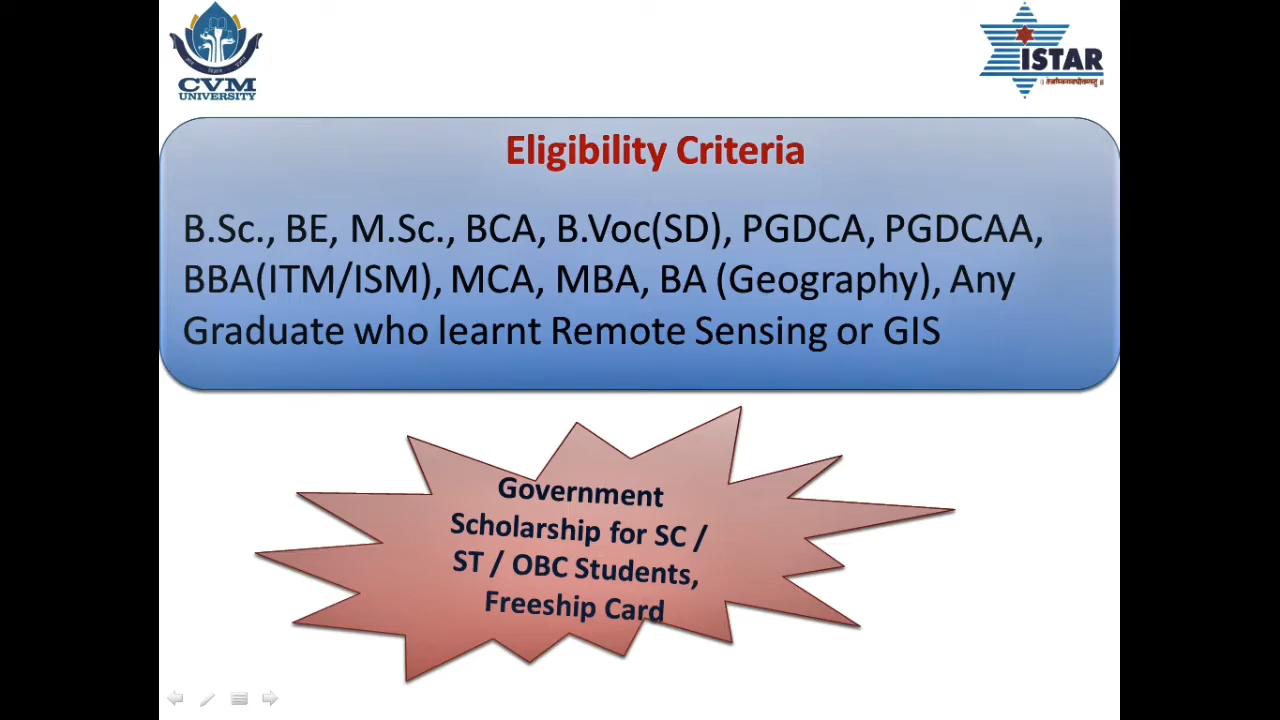 CVM
UNIVERSITY
ISTAR
Eligibility Criteria
B.Sc., BE, M.Sc., BCA, B.Voc(SD), PGDCA, PGDCAA,
BBA(ITM/ISM), MCA, MBA, BA (Geography), Any
Graduate who learnt Remote Sensing or GIS
Government
Scholarship for SC /
ST / OBC Students,
Freeship Card